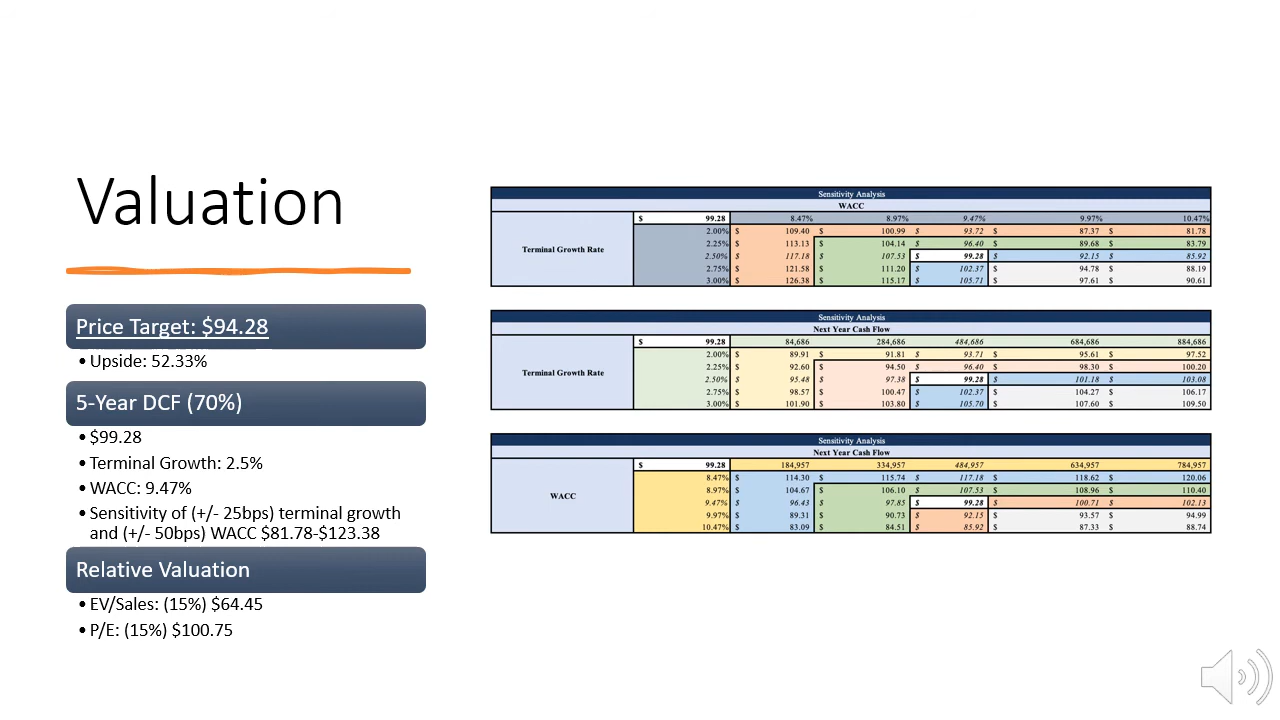 Valuation
Price Target: $94.28
• Upside: 52.33%
5-Year DCF (70%)
• $99.28
• Terminal Growth: 2.5%
• WACC: 9.47%
• Sensitivity of (+/- 25bps) terminal growth
and (+/- 50bps) WACC $81.78-$123.38
Relative Valuation
• EV/Sales: (15%) $64.45
• P/E: (15%) $100.75
Sensitivity Analysis
WACC
$ 99.28 8.47% 8.97% 9.47% 9.97% 10.47%
2.00% $ 109.40 $ 100.99 $ 93.72 $ 87.37 $ 81.78
2.25% $ 113.13 $ 104.14 $ 96.40 $ 89.68 $ 83.79
Terminal Growth Rate 2.50% $ 117.18 $ 107.53 $ 99.28 $ 92.15 $ 85.92
2.75% $ 121.58 $ 111.20 $ 102.37 $ 94.78 $ 88.19
3.00% $ 126.38 $ 115.17 $ 105.71 $ 97.61 $ 90.61
Sensitivity Analysis
Next Year Cash Flow
$ 99.28 84,686 284,686 484,686 684,686 884,686
2.00% $ 89.91 $ 91.81 $ 93.71 $ 95.61 $ 97.52
2.25% $ 92.60 $ 94.50 $ 96.40 $ 98.30 $ 100.20
Terminal Growth Rate 2.50% $ 95.48 $ 97.38 $ 99.28 $ 101.18 $ 103.08
2.75% $ 98.57 $ 100.47 $ 102.37 $ 104.27 $ 106.17
3.00% $ 101.90 $ 103.80 $ 105.70 $ 107.60 $ 109.50
Sensitivity Analysis
Next Year Cash Flow
$ 99.28 184,957 334,957 484,957 634,957 784,957
8.47% $ 114.30 $ 115.74 $ 117.18 $ 118.62 $ 120.06
8.97% $ 104.67 $ 106.10 $ 107.53 $ 108.96 $ 110.40
WACC 9.47% $ 96.43 $ 97.85 $ 99.28 $ 100.71 $ 102.13
9.97% $ 89.31 $ 90.73 $ 92.15 $ 93.57 $ 94.99
10.47% $ 83.09 $ 84.51 $ 85.92 $ 87.33 $ 88.74